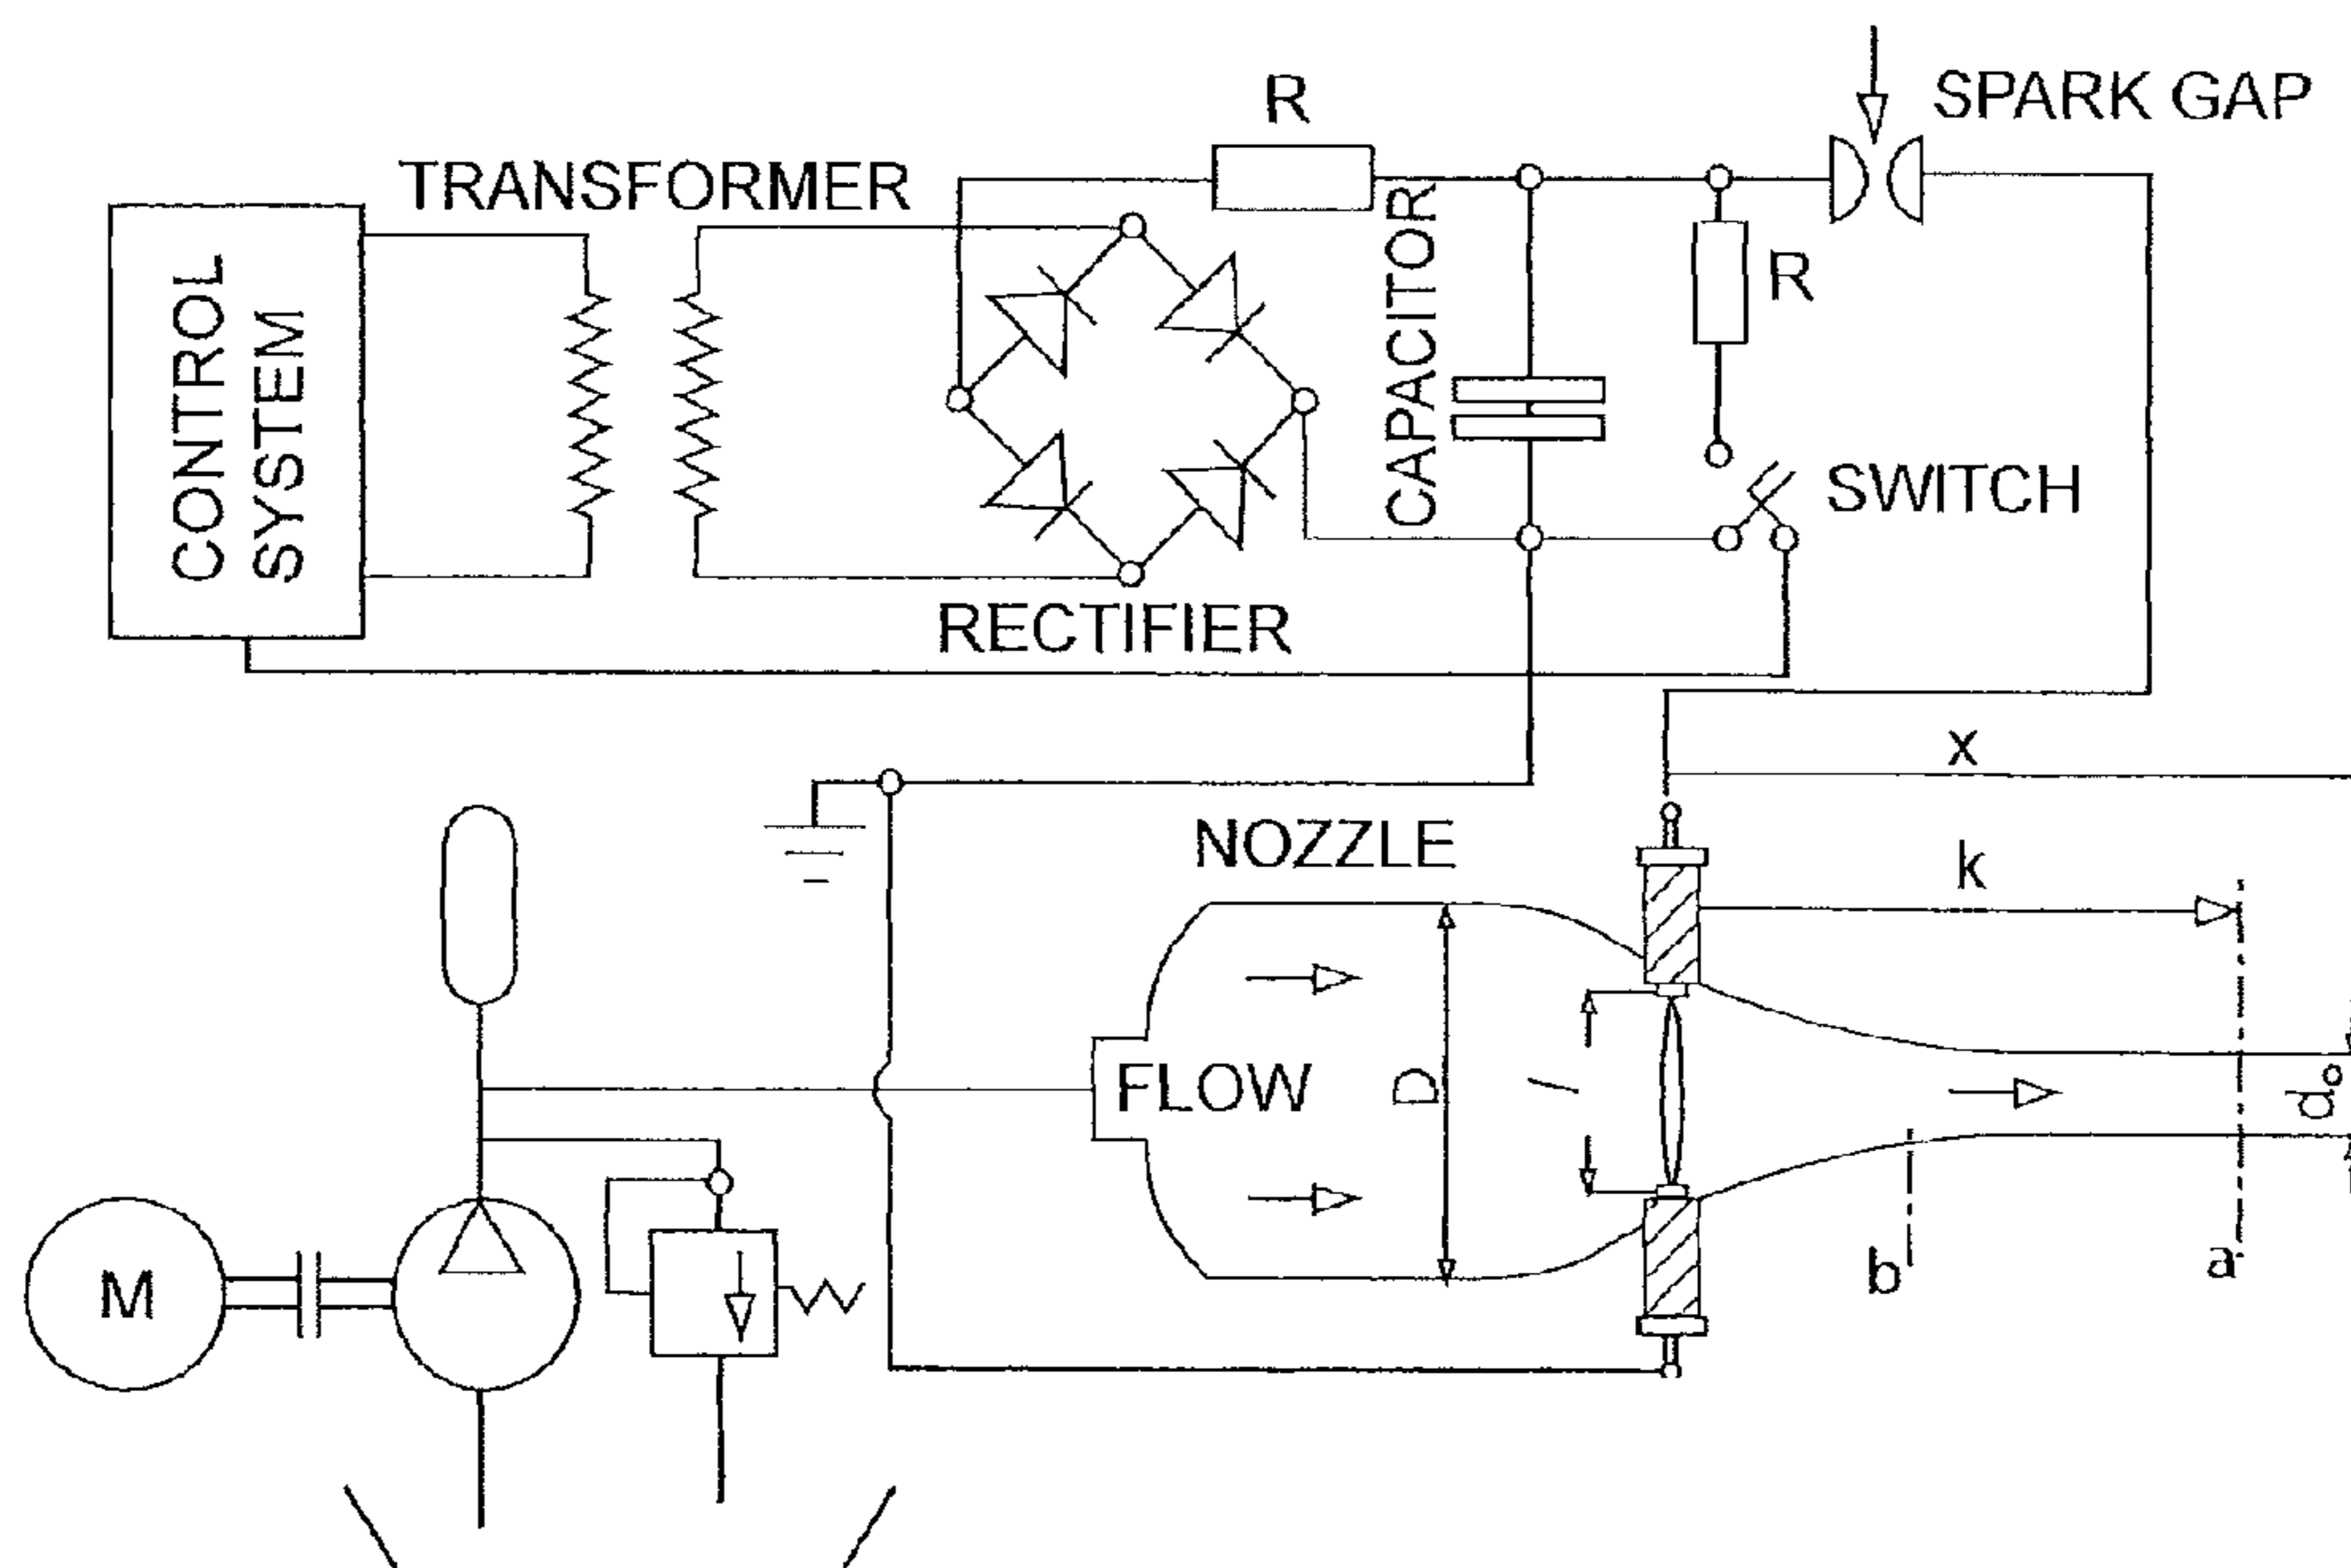 SPARK GAP
R
TRANSFORMER
CONTROL
SYSTEM
CAPACITOR
R
SWITCH
RECTIFIER
x
NOZZLE
k
FLOW
D
l
d₀
b
a
M